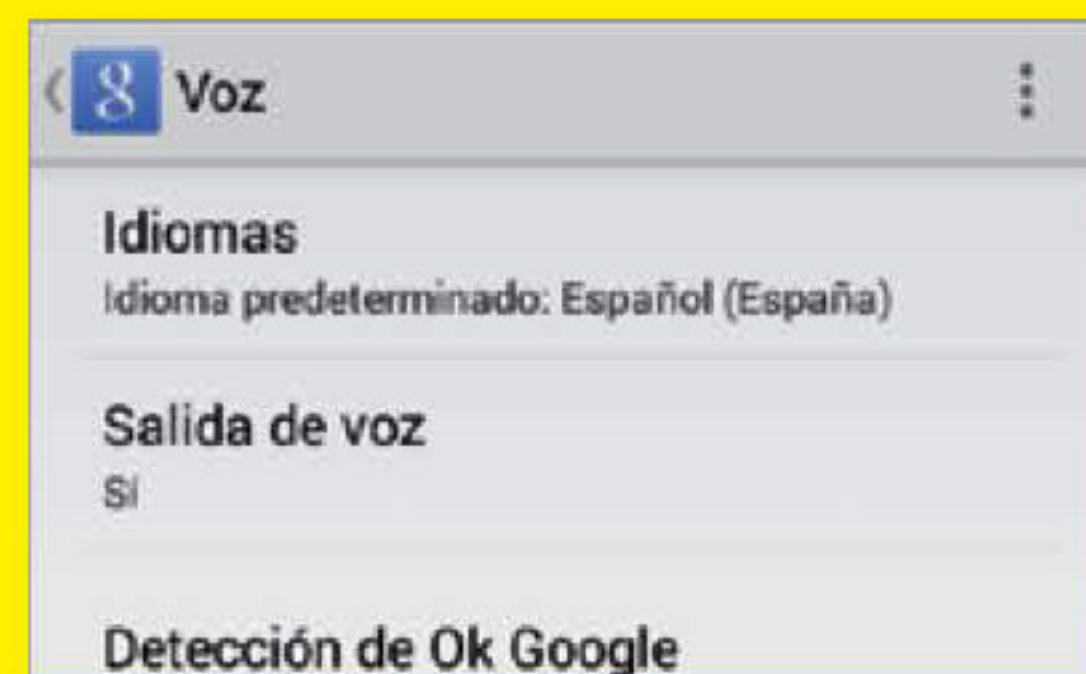 Voz
Idiomas
Idioma predeterminado: Español (España)
Salida de voz
Sí
Detección de Ok Google